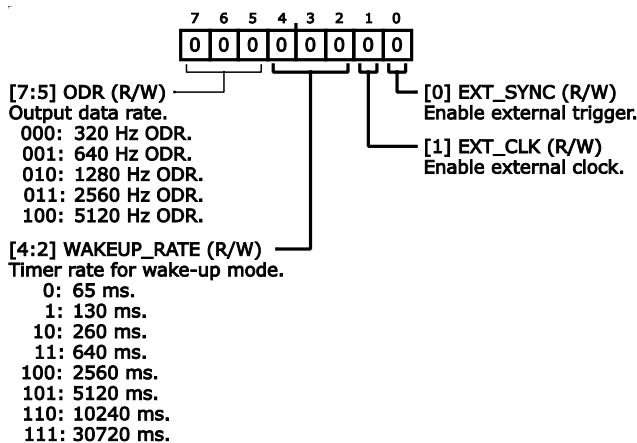 7 6 5 4 3 2 1 0
0 0 0 0 0 0 0 0
[7:5] ODR (R/W)
Output data rate.
000: 320 Hz ODR.
001: 640 Hz ODR.
010: 1280 Hz ODR.
011: 2560 Hz ODR.
100: 5120 Hz ODR.
[4:2] WAKEUP_RATE (R/W)
Timer rate for wake-up mode.
0: 65 ms.
1: 130 ms.
10: 260 ms.
11: 640 ms.
100: 2560 ms.
101: 5120 ms.
110: 10240 ms.
111: 30720 ms.
[0] EXT_SYNC (R/W)
Enable external trigger.
[1] EXT_CLK (R/W)
Enable external clock.